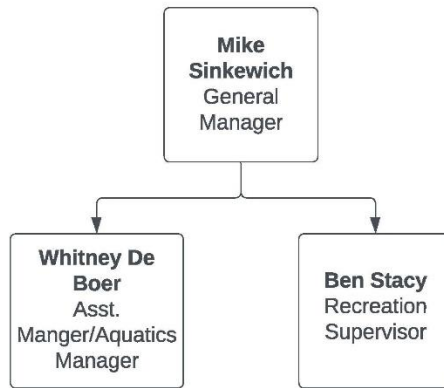 Mike
Sinkewich
General
Manager
Whitney De
Boer
Asst.
Manger/Aquatics
Manager
Ben Stacy
Recreation
Supervisor